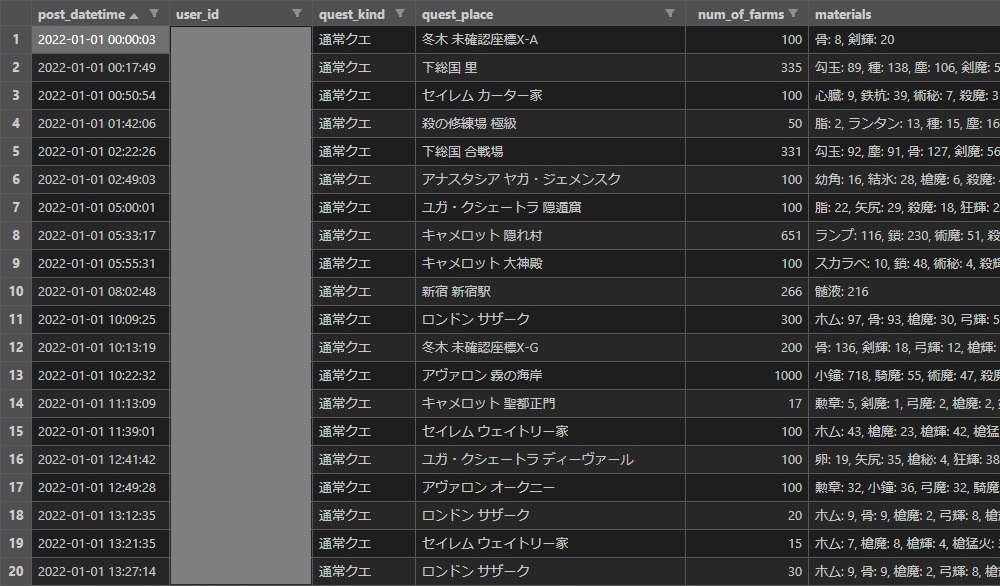 post_datetime user_id quest_kind quest_place num_of_farms materials
1 2022-01-01 00:00:03 通常クエ 冬木 未確認座標X-A 100 骨: 8, 剣輝: 20
2 2022-01-01 00:17:49 通常クエ 下総国 里 335 勾玉: 89, 種: 138, 塵: 106, 剣魔: 5
3 2022-01-01 00:50:54 通常クエ セイレム カーター家 100 心臓: 9, 鉄杭: 39, 術秘: 7, 殺魔: 3
4 2022-01-01 01:42:06 通常クエ 殺の修練場 極級 50 脂: 2, ランタン: 13, 種: 15, 塵: 16
5 2022-01-01 02:22:26 通常クエ 下総国 合戦場 331 勾玉: 92, 塵: 91, 骨: 127, 剣魔: 56
6 2022-01-01 02:49:03 通常クエ アナスタシア ヤガ・ジェメンスク 100 幼角: 16, 結氷: 28, 槍魔: 6, 殺魔:
7 2022-01-01 05:00:01 通常クエ ユガ・クシェートラ 隠遁窟 100 脂: 22, 矢尻: 29, 殺魔: 18, 狂輝: 2
8 2022-01-01 05:33:17 通常クエ キャメロット 隠れ村 651 ランプ: 116, 鎖: 230, 術魔: 51, 殺
9 2022-01-01 05:55:31 通常クエ キャメロット 大神殿 100 スカラベ: 10, 鎖: 48, 術秘: 4, 殺輝
10 2022-01-01 08:02:48 通常クエ 新宿 新宿駅 266 髄液: 216
11 2022-01-01 10:09:25 通常クエ ロンドン サザーク 300 ホム: 97, 骨: 93, 槍魔: 30, 弓輝: 5
12 2022-01-01 10:13:19 通常クエ 冬木 未確認座標X-G 200 骨: 136, 剣輝: 18, 弓輝: 12, 槍輝:
13 2022-01-01 10:22:32 通常クエ アヴァロン 霧の海岸 1000 小鐘: 718, 騎魔: 55, 術魔: 47, 殺魔
14 2022-01-01 11:13:09 通常クエ キャメロット 聖都正門 17 勲章: 5, 剣魔: 1, 弓魔: 2, 槍魔: 2,
15 2022-01-01 11:39:01 通常クエ セイレム ウェイトリー家 100 ホム: 43, 槍魔: 23, 槍輝: 42, 槍猛
16 2022-01-01 12:41:42 通常クエ ユガ・クシェートラ ディーヴァール 100 卵: 19, 矢尻: 35, 槍秘: 4, 狂輝: 38
17 2022-01-01 12:49:28 通常クエ アヴァロン オークニー 100 勲章: 32, 小鐘: 36, 弓魔: 32, 騎魔
18 2022-01-01 13:12:35 通常クエ ロンドン サザーク 20 ホム: 9, 骨: 9, 槍魔: 2, 弓輝: 8, 槍
19 2022-01-01 13:21:35 通常クエ セイレム ウェイトリー家 15 ホム: 7, 槍魔: 8, 槍輝: 4, 槍猛火:
20 2022-01-01 13:27:14 通常クエ ロンドン サザーク 30 ホム: 9, 骨: 9, 槍魔: 2, 弓輝: 8, 槍